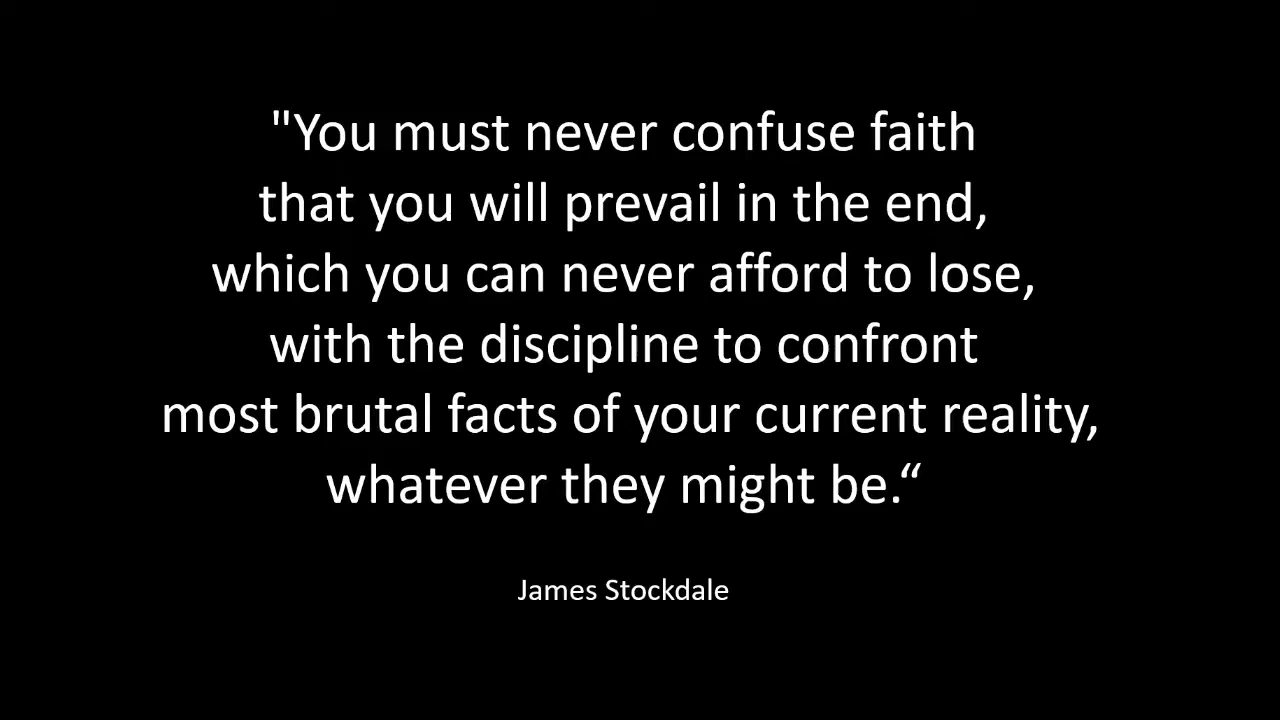 "You must never confuse faith
that you will prevail in the end,
which you can never afford to lose,
with the discipline to confront
most brutal facts of your current reality,
whatever they might be.“
James Stockdale